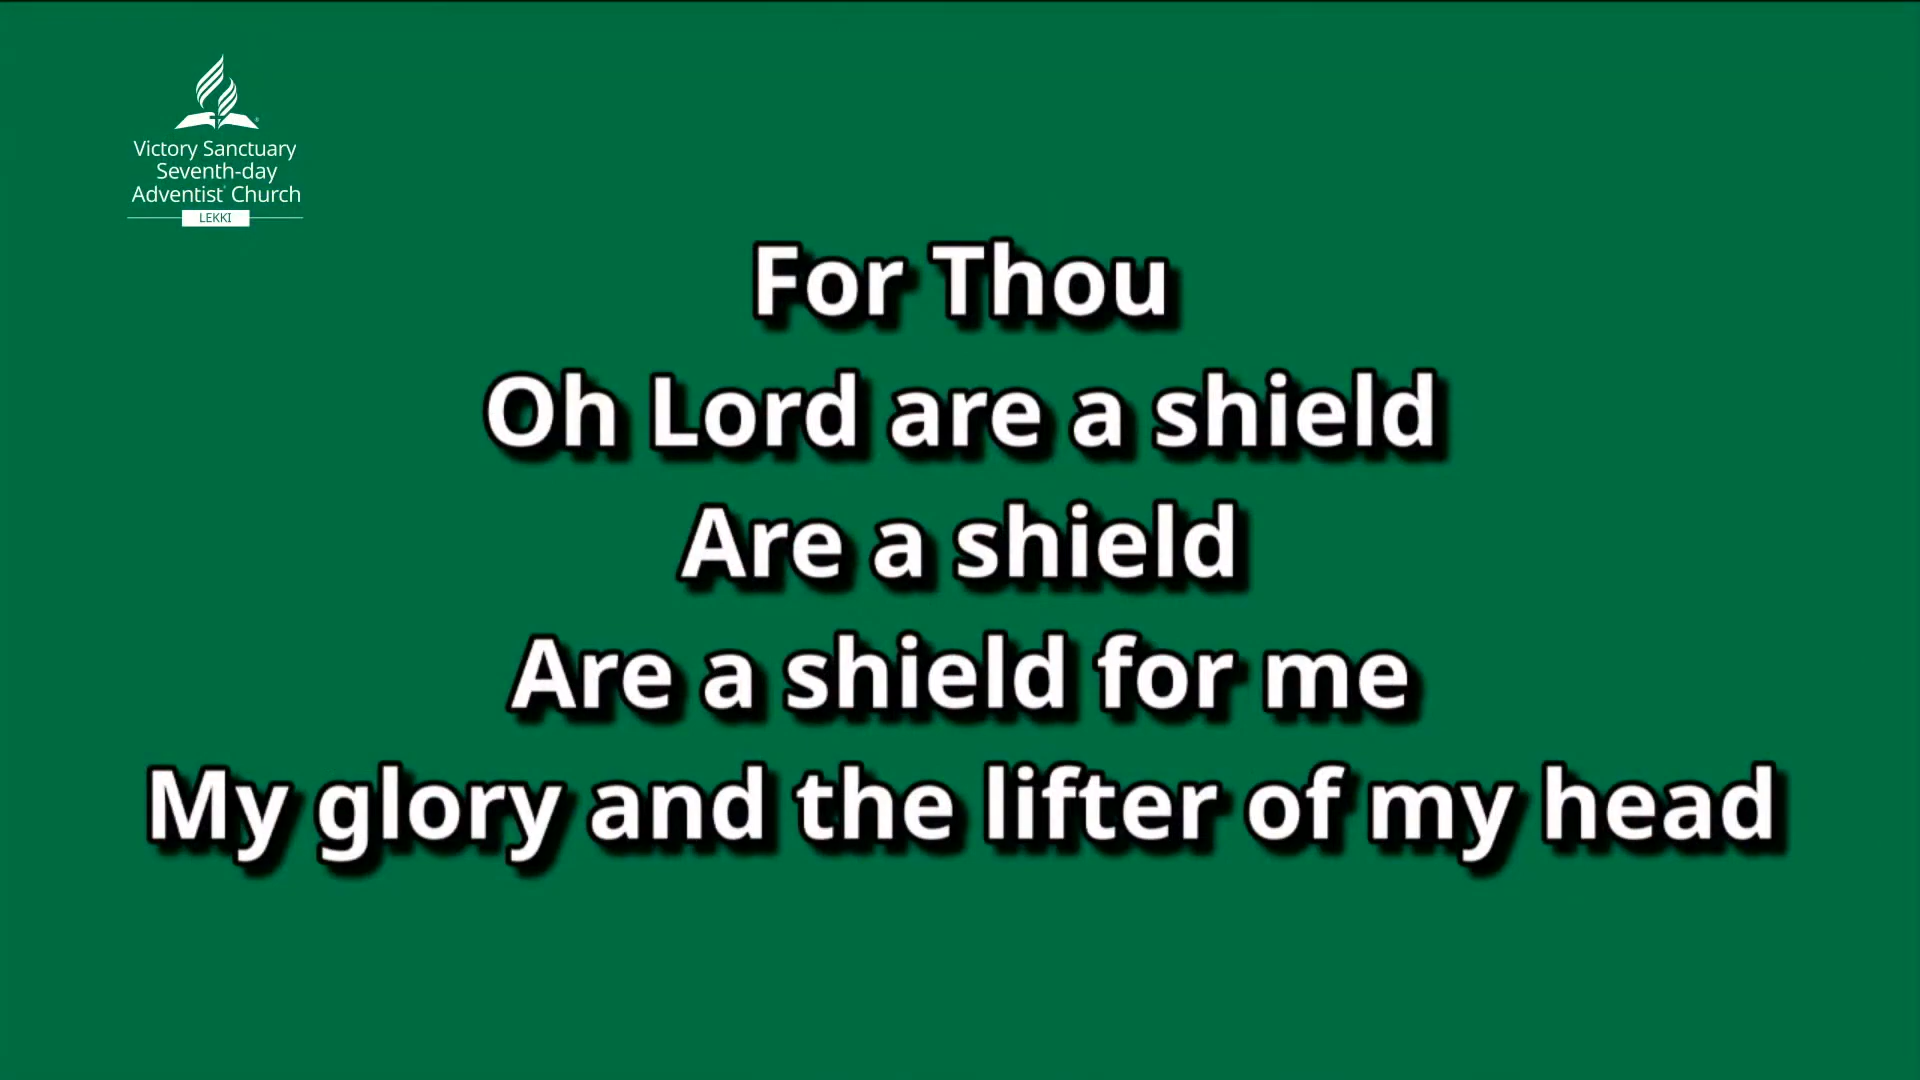 Victory Sanctuary
Seventh-day
Adventist Church
LEKKI
For Thou
Oh Lord are a shield
Are a shield
Are a shield for me
My glory and the lifter of my head